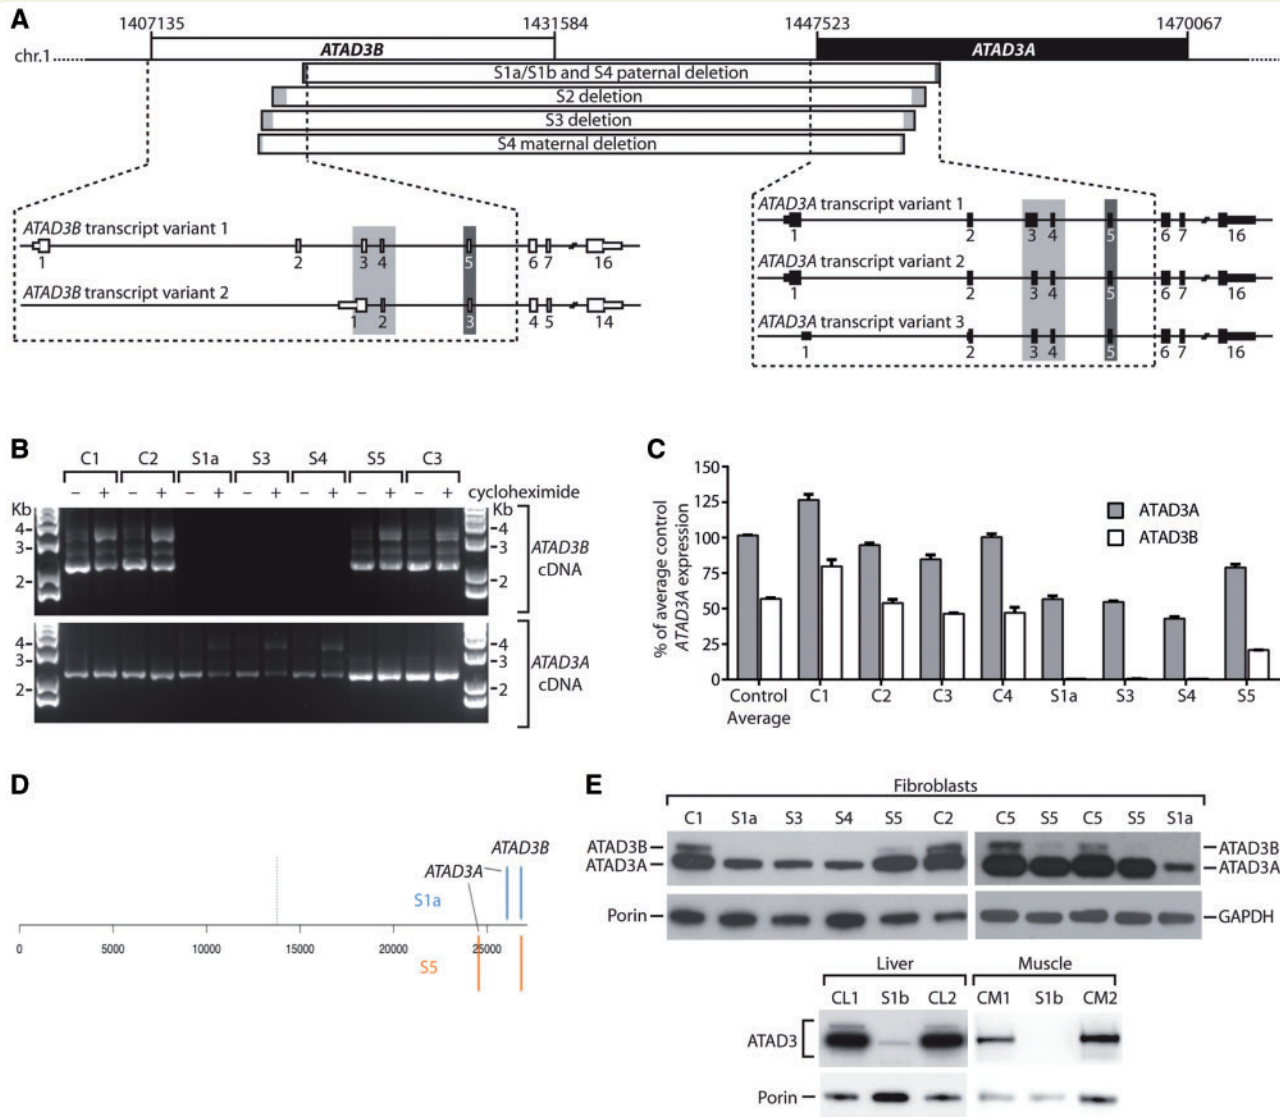 A
1407135 1431584 1447523 1470067
chr.1 ATAD3B ATAD3A
S1a/S1b and S4 paternal deletion
S2 deletion
S3 deletion
S4 maternal deletion
ATAD3B transcript variant 1
1 2 3 4 5 6 7 16
ATAD3B transcript variant 2
1 2 3 4 5 14
ATAD3A transcript variant 1
1 2 3 4 5 6 7 16
ATAD3A transcript variant 2
1 2 3 4 5 6 7 16
ATAD3A transcript variant 3
1 2 3 4 5 6 7 16
B
C1 C2 S1a S3 S4 S5 C3
– + – + – + – + – + – + – + cycloheximide
Kb Kb
4 4
3 3
2 2
ATAD3B
cDNA
4 4
3 3
2 2
ATAD3A
cDNA
C
% of average control
ATAD3A expression
150
125
100
75
50
25
0
ATAD3A
ATAD3B
Control
Average C1 C2 C3 C4 S1a S3 S4 S5
D
ATAD3B
ATAD3A
S1a
0 5000 10000 15000 20000 25000
S5
E
Fibroblasts
C1 S1a S3 S4 S5 C2 C5 S5 C5 S5 S1a
ATAD3B ATAD3B
ATAD3A ATAD3A
Porin GAPDH
Liver Muscle
CL1 S1b CL2 CM1 S1b CM2
ATAD3
Porin